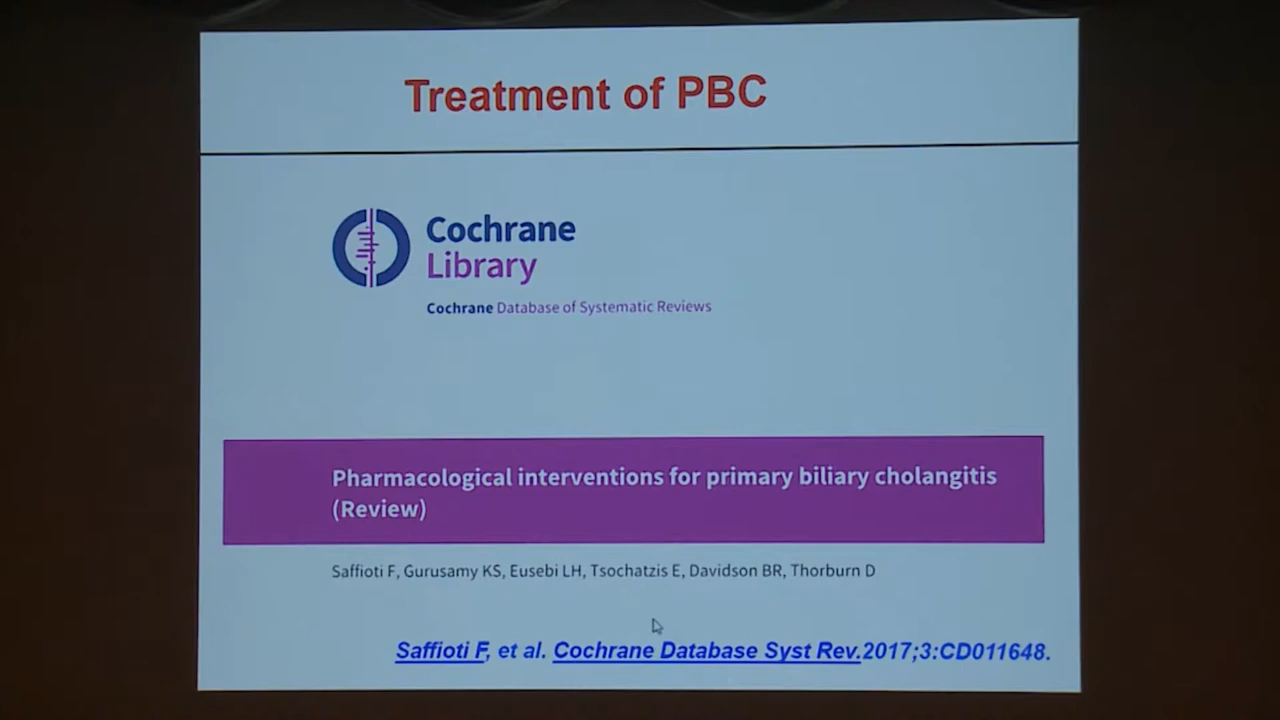 Treatment of PBC
Cochrane
Library
Cochrane Database of Systematic Reviews
Pharmacological interventions for primary biliary cholangitis
(Review)
Saffioti F, Gurusamy KS, Eusebi LH, Tsochatzis E, Davidson BR, Thorburn D
Saffioti F, et al. Cochrane Database Syst Rev.2017;3:CD011648.